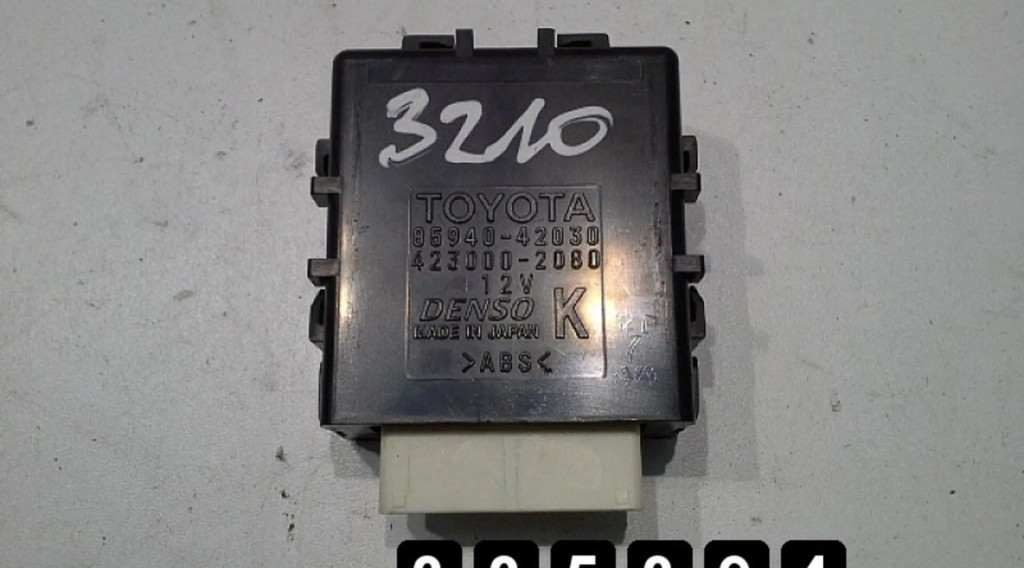 3210
TOYOTA
85940-42030
423000-2080
12V
DENSO K
MADE IN JAPAN
>ABS<